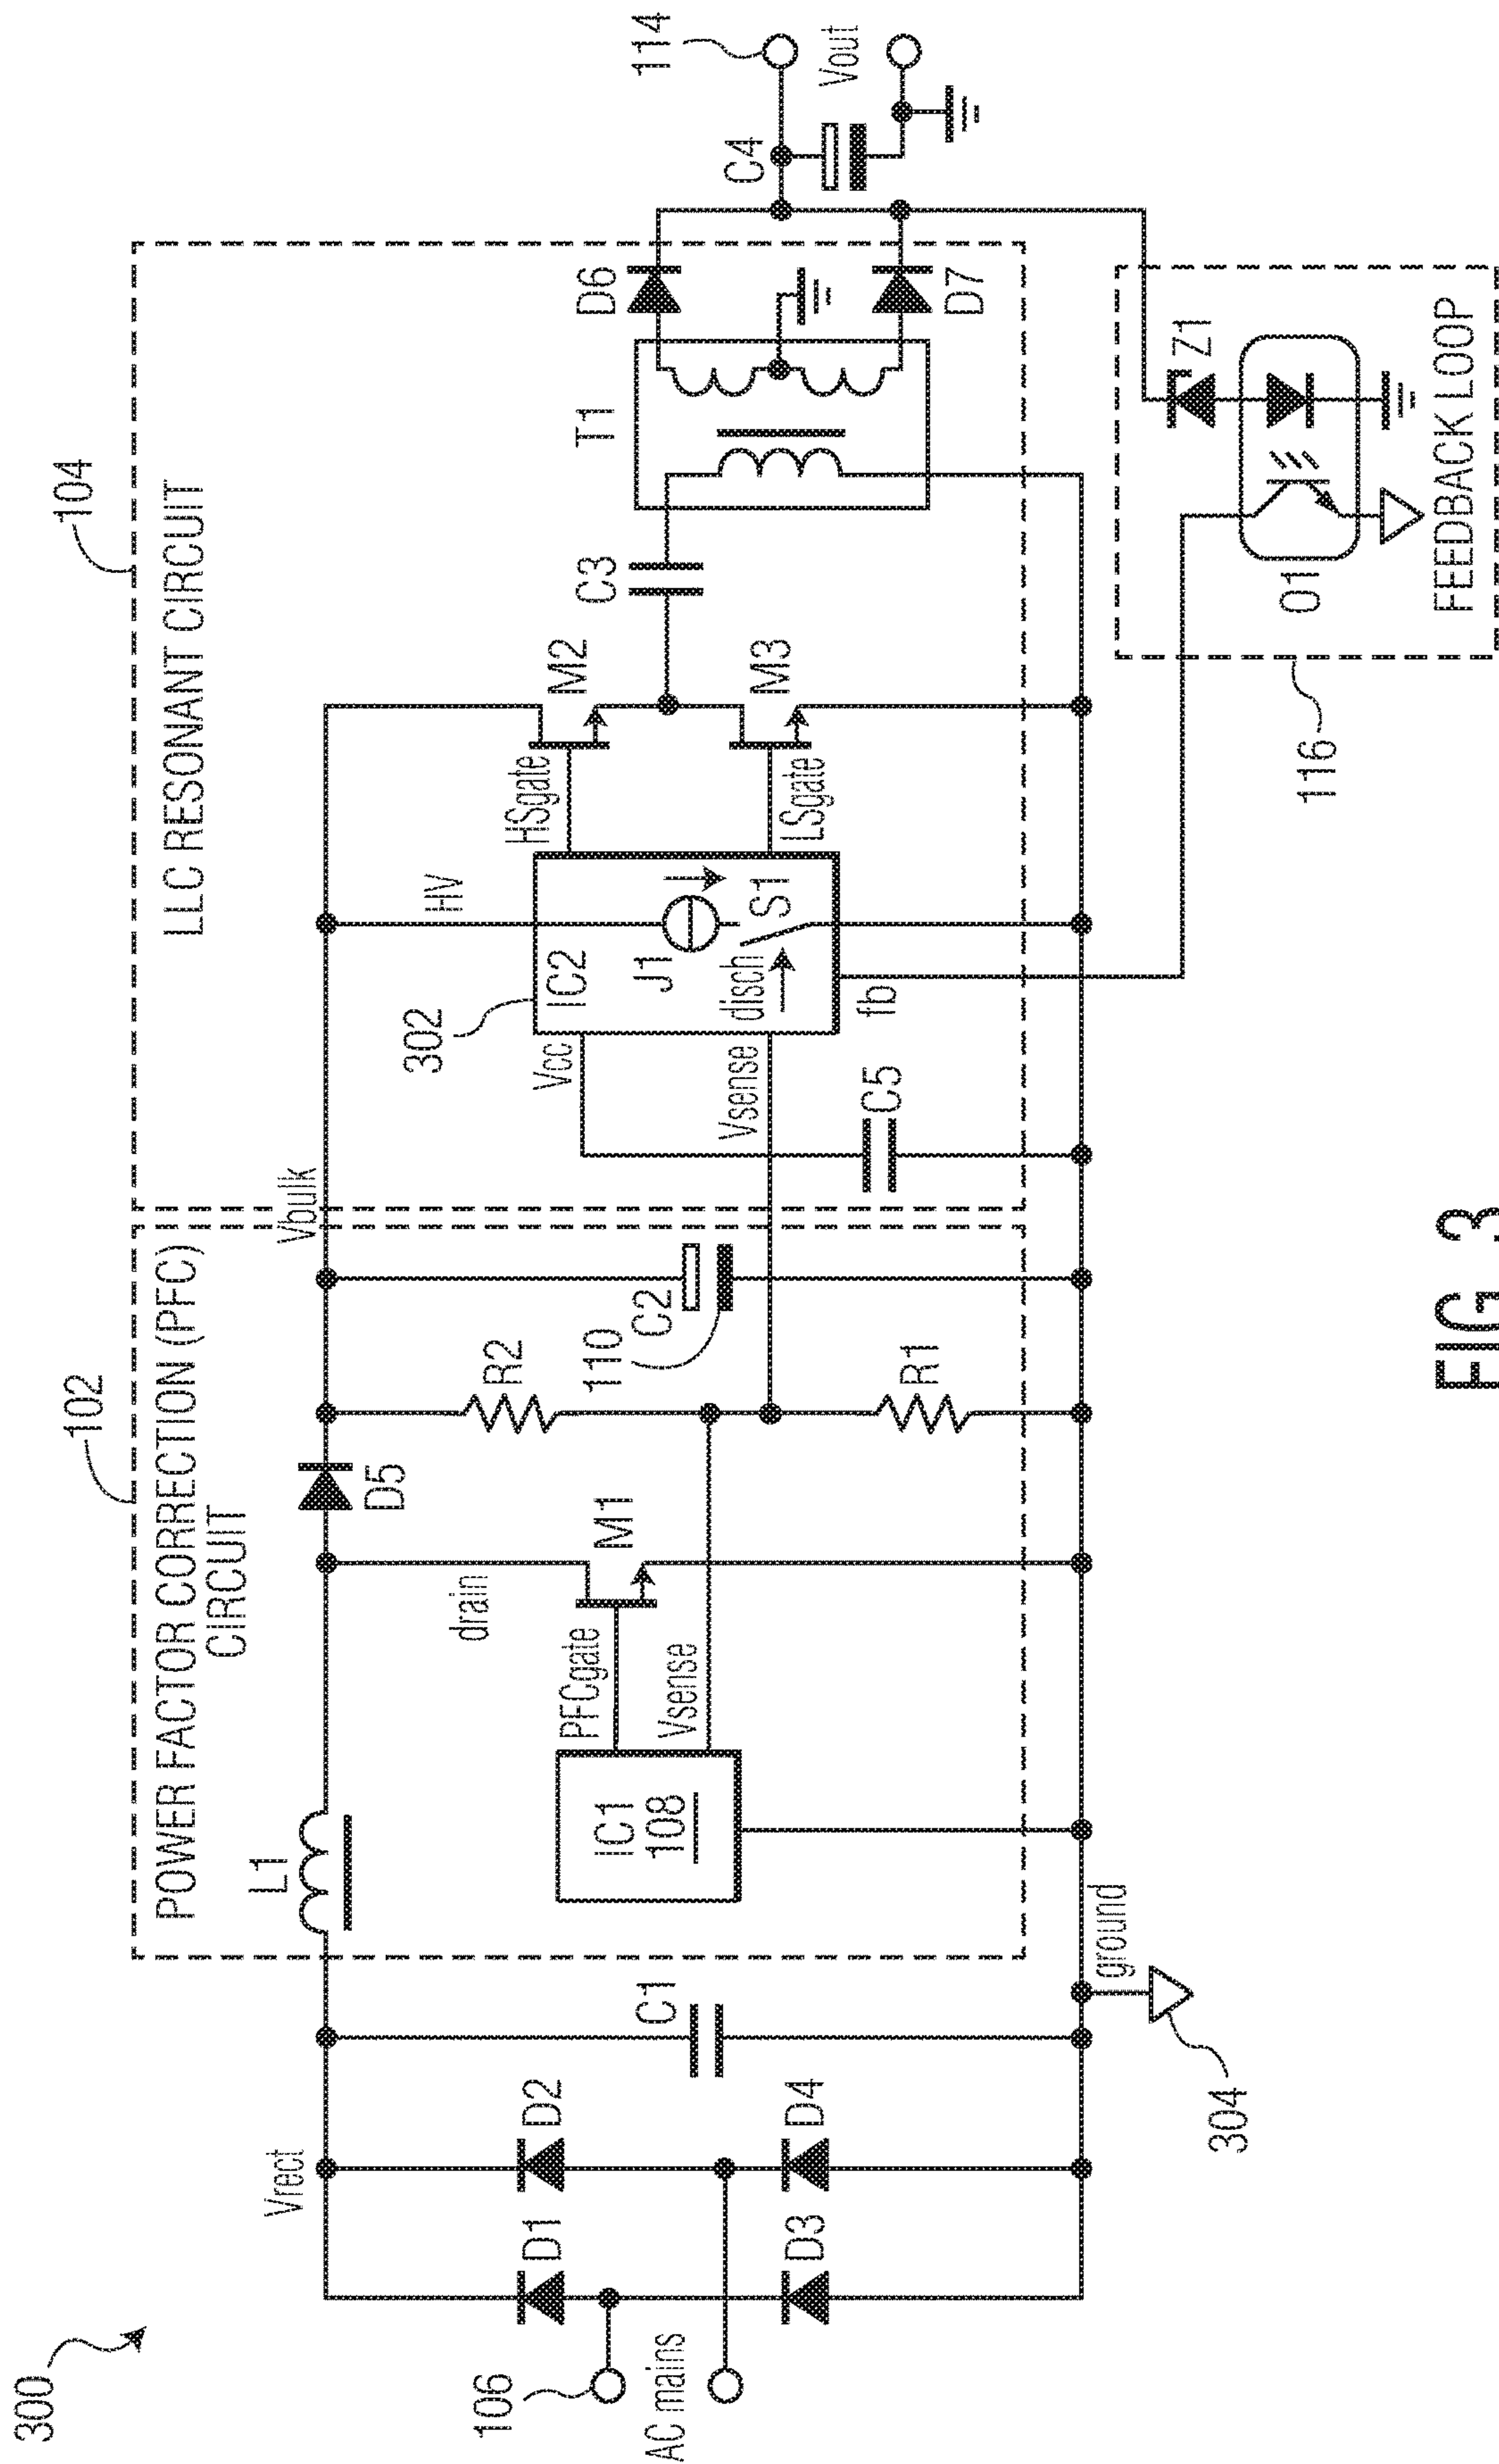 300
102
104
POWER FACTOR CORRECTION (PFC)
CIRCUIT
LLC RESONANT CIRCUIT
Vrect
L1
Vbulk
D5
HV
drain
R2
302
D1
D2
PFCgate
M1
110
C2
Vcc
IC2
HSgate
M2
C3
T1
D6
114
106
AC mains
C1
IC1
108
Vsense
Vsense
J1
disch
S1
C4
Vout
D3
D4
R1
C5
fb
LSgate
M3
D7
ground
304
116
O1
Z1
FEEDBACK LOOP
FIG. 3